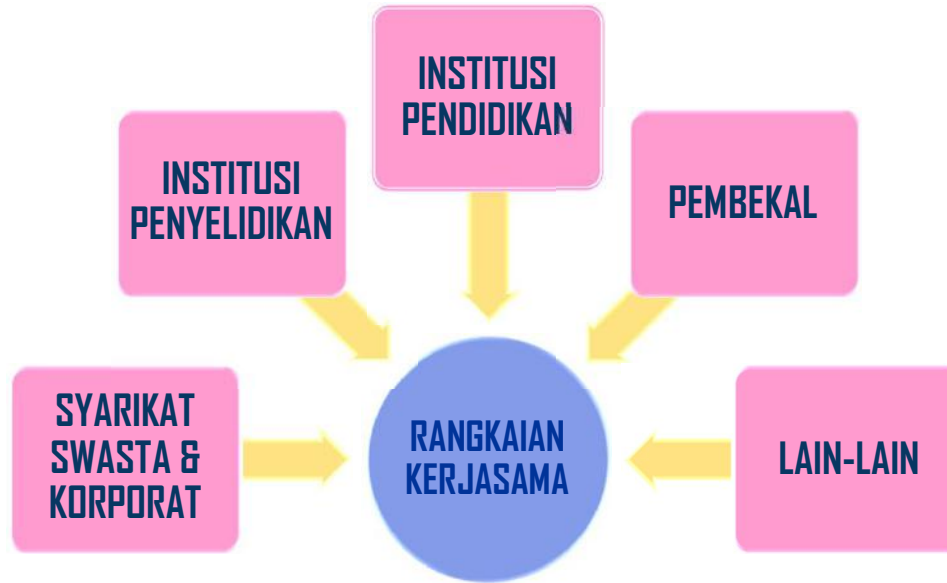 INSTITUSI
PENDIDIKAN
INSTITUSI
PENYELIDIKAN
PEMBEKAL
SYARIKAT
SWASTA &
KORPORAT
RANGKAIAN
KERJASAMA
LAIN-LAIN